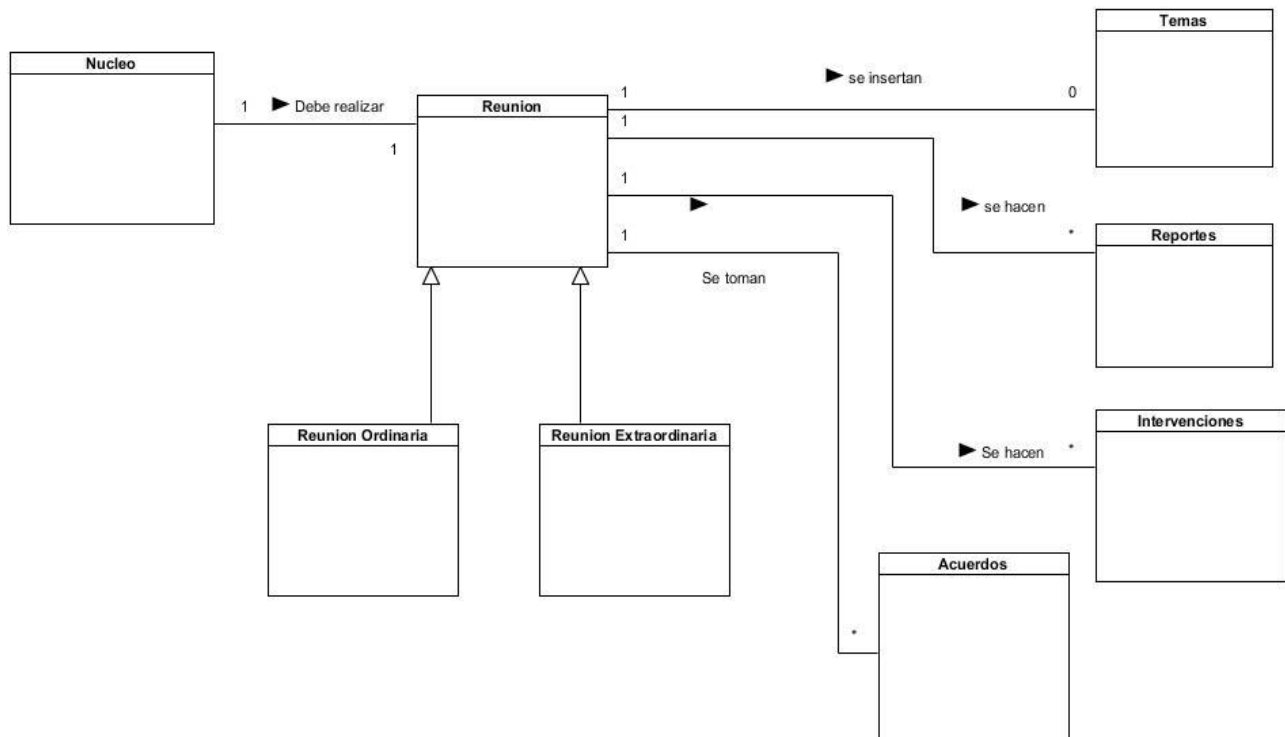 Temas
Nucleo
► se insertan
1
0
1
► Debe realizar
Reunion
1
1
1
► se hacen
*
Reportes
►
1
Se toman
Intervenciones
Reunion Ordinaria
Reunion Extraordinaria
► Se hacen
*
Acuerdos
*